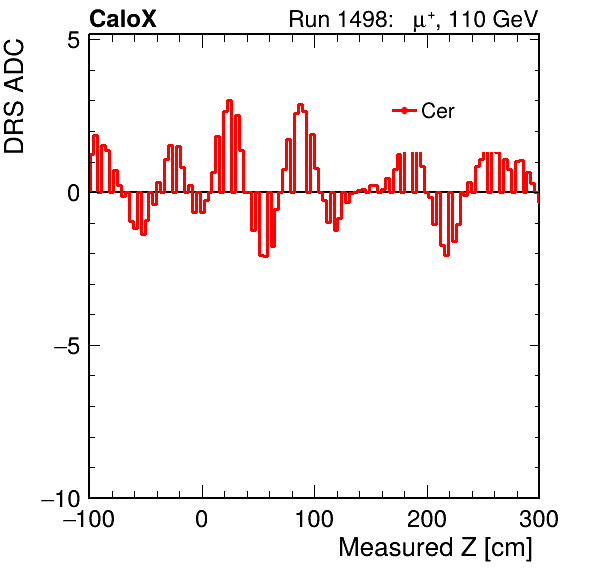 CaloX Run 1498: μ⁺, 110 GeV
DRS ADC
5
0
−5
−10
Cer
−100 0 100 200 300
Measured Z [cm]